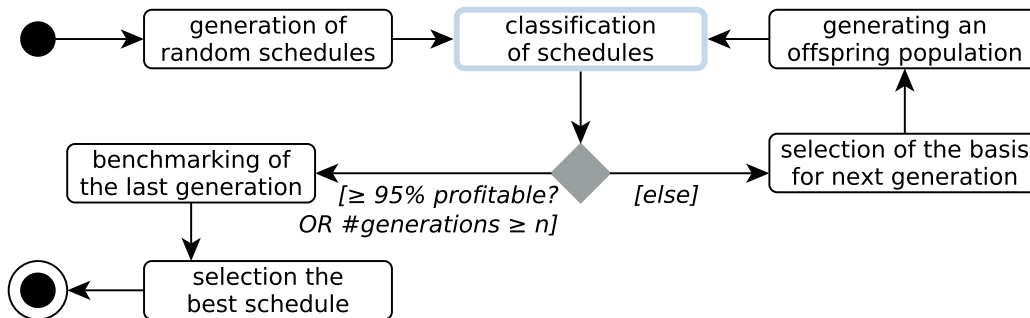 generation of
random schedules
classification
of schedules
generating an
offspring population
benchmarking of
the last generation
[≥ 95% profitable?
OR #generations ≥ n]
[else]
selection of the basis
for next generation
selection the
best schedule